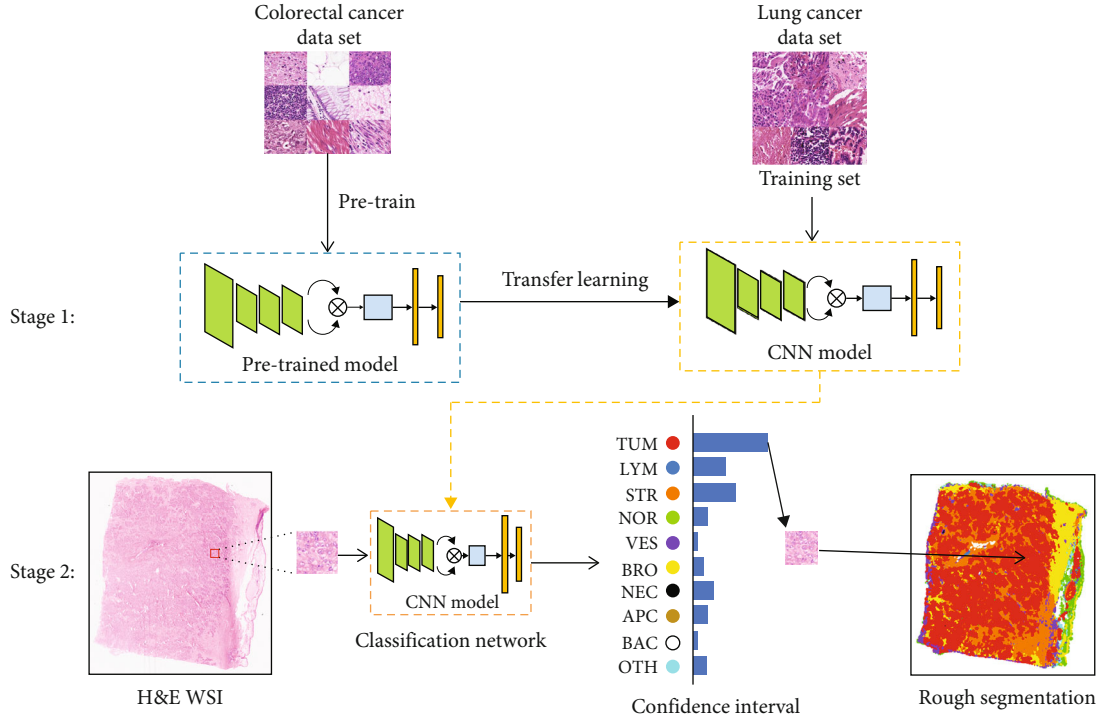 Colorectal cancer
data set
Lung cancer
data set
Training set
Pre-train
Transfer learning
Stage 1:
Pre-trained model
CNN model
TUM
LYM
STR
NOR
VES
BRO
NEC
APC
BAC
OTH
Stage 2:
CNN model
Classification network
H&E WSI
Confidence interval
Rough segmentation